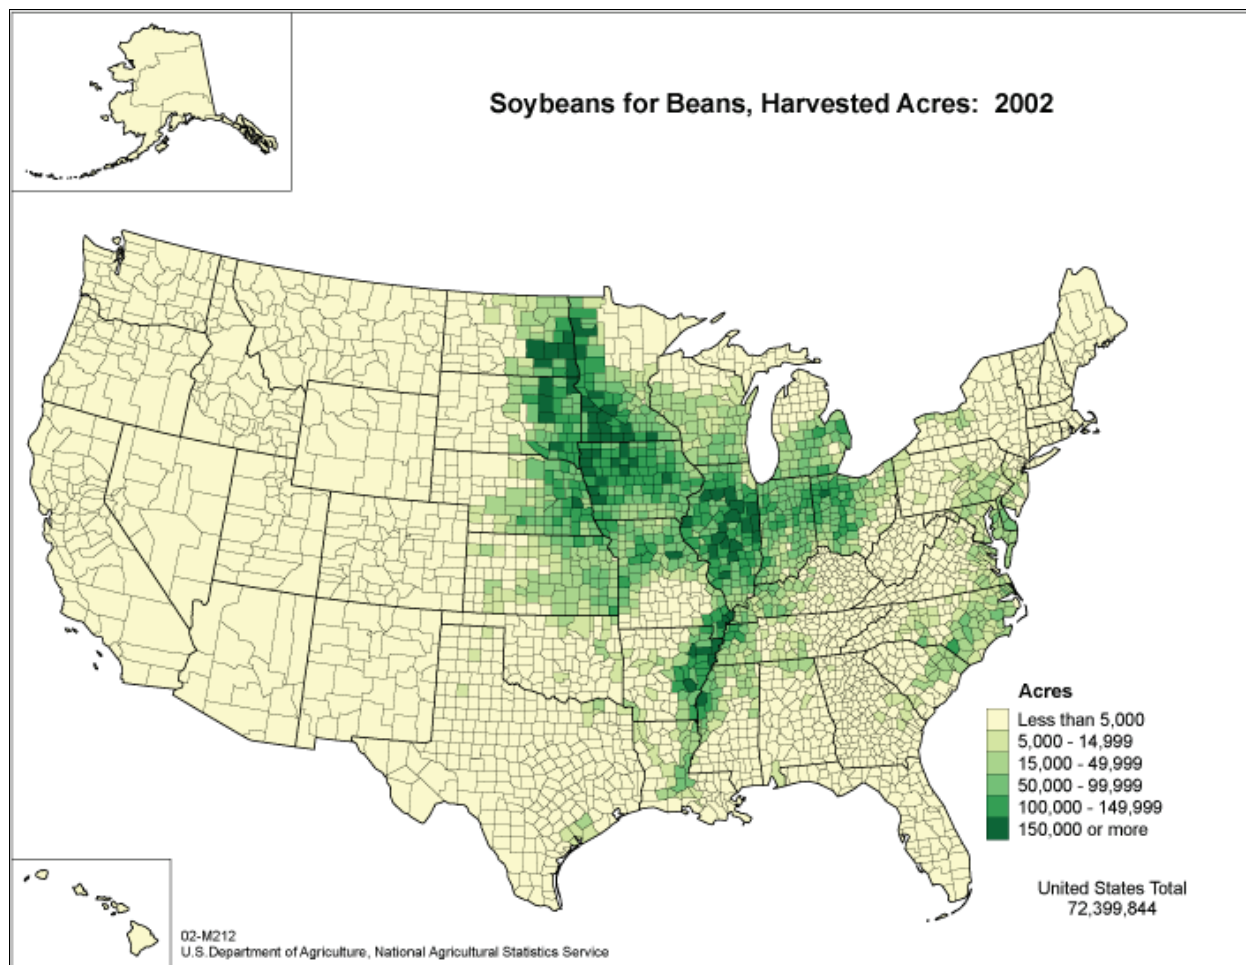 Soybeans for Beans, Harvested Acres: 2002
Acres
Less than 5,000
5,000 - 14,999
15,000 - 49,999
50,000 - 99,999
100,000 - 149,999
150,000 or more
United States Total
72,399,844
02-M212
U.S.Department of Agriculture, National Agricultural Statistics Service